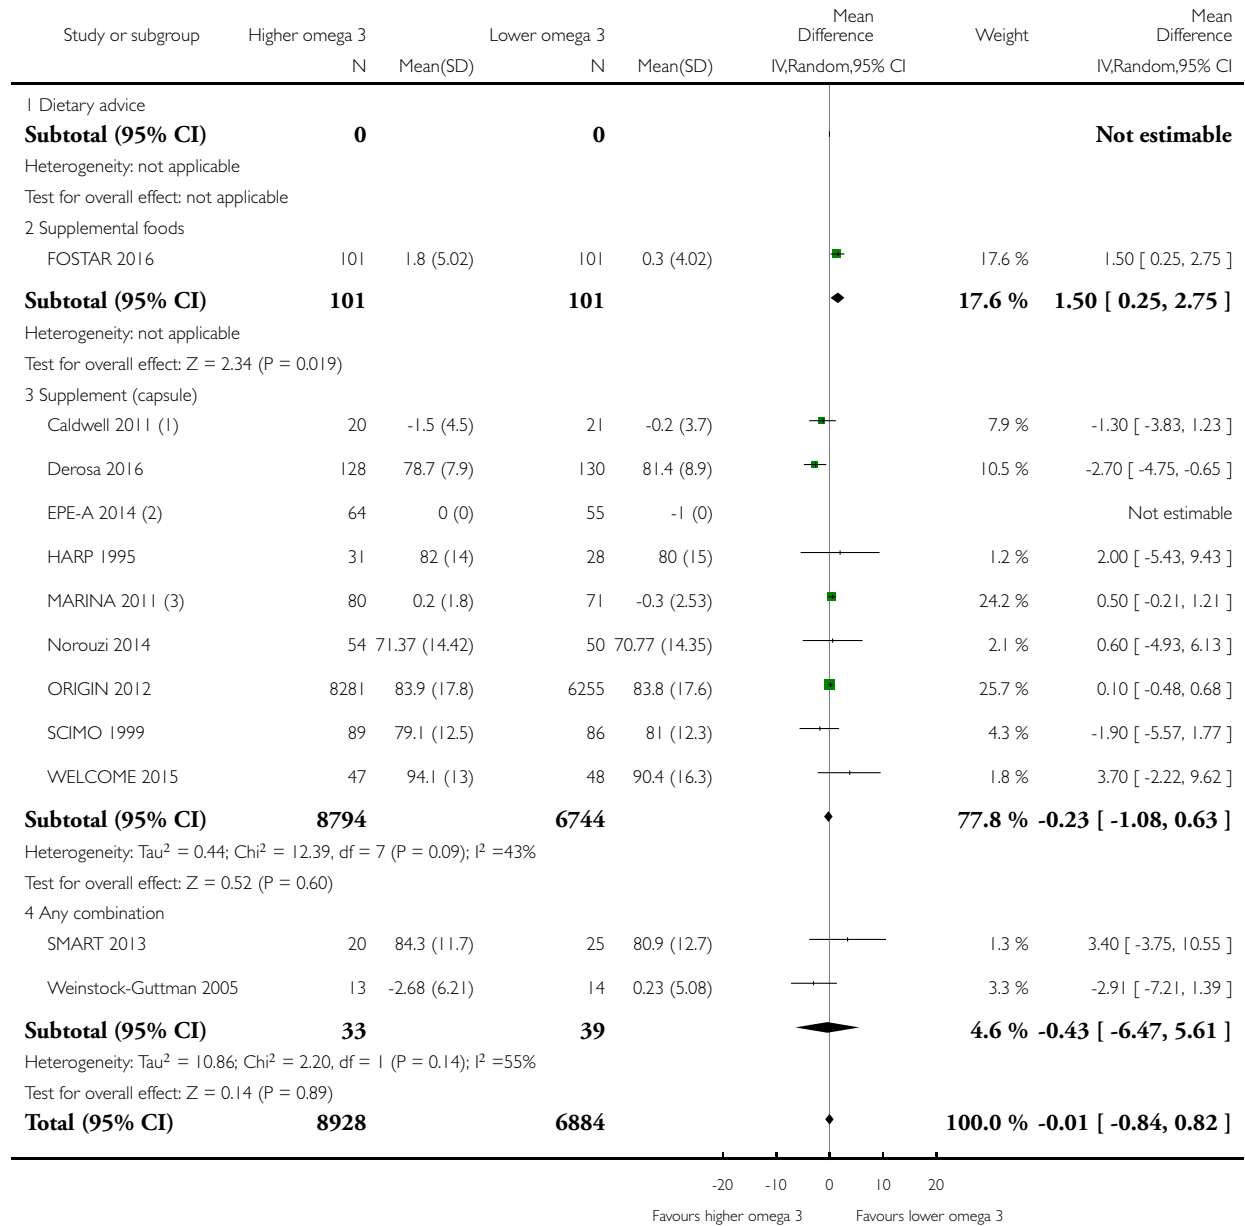 Study or subgroup Higher omega 3 Lower omega 3 Mean Difference Weight Mean Difference
N Mean(SD) N Mean(SD) IV,Random,95% CI IV,Random,95% CI
1 Dietary advice
Subtotal (95% CI) 0 0 Not estimable
Heterogeneity: not applicable
Test for overall effect: not applicable
2 Supplemental foods
FOSTAR 2016 101 1.8 (5.02) 101 0.3 (4.02) 17.6 % 1.50 [ 0.25, 2.75 ]
Subtotal (95% CI) 101 101 17.6 % 1.50 [ 0.25, 2.75 ]
Heterogeneity: not applicable
Test for overall effect: Z = 2.34 (P = 0.019)
3 Supplement (capsule)
Caldwell 2011 (1) 20 -1.5 (4.5) 21 -0.2 (3.7) 7.9 % -1.30 [ -3.83, 1.23 ]
Derosa 2016 128 78.7 (7.9) 130 81.4 (8.9) 10.5 % -2.70 [ -4.75, -0.65 ]
EPE-A 2014 (2) 64 0 (0) 55 -1 (0) Not estimable
HARP 1995 31 82 (14) 28 80 (15) 1.2 % 2.00 [ -5.43, 9.43 ]
MARINA 2011 (3) 80 0.2 (1.8) 71 -0.3 (2.53) 24.2 % 0.50 [ -0.21, 1.21 ]
Norouzi 2014 54 71.37 (14.42) 50 70.77 (14.35) 2.1 % 0.60 [ -4.93, 6.13 ]
ORIGIN 2012 8281 83.9 (17.8) 6255 83.8 (17.6) 25.7 % 0.10 [ -0.48, 0.68 ]
SCIMO 1999 89 79.1 (12.5) 86 81 (12.3) 4.3 % -1.90 [ -5.57, 1.77 ]
WELCOME 2015 47 94.1 (13) 48 90.4 (16.3) 1.8 % 3.70 [ -2.22, 9.62 ]
Subtotal (95% CI) 8794 6744 77.8 % -0.23 [ -1.08, 0.63 ]
Heterogeneity: Tau² = 0.44; Chi² = 12.39, df = 7 (P = 0.09); I² =43%
Test for overall effect: Z = 0.52 (P = 0.60)
4 Any combination
SMART 2013 20 84.3 (11.7) 25 80.9 (12.7) 1.3 % 3.40 [ -3.75, 10.55 ]
Weinstock-Guttman 2005 13 -2.68 (6.21) 14 0.23 (5.08) 3.3 % -2.91 [ -7.21, 1.39 ]
Subtotal (95% CI) 33 39 4.6 % -0.43 [ -6.47, 5.61 ]
Heterogeneity: Tau² = 10.86; Chi² = 2.20, df = 1 (P = 0.14); I² =55%
Test for overall effect: Z = 0.14 (P = 0.89)
Total (95% CI) 8928 6884 100.0 % -0.01 [ -0.84, 0.82 ]
-20 -10 0 10 20
Favours higher omega 3 Favours lower omega 3